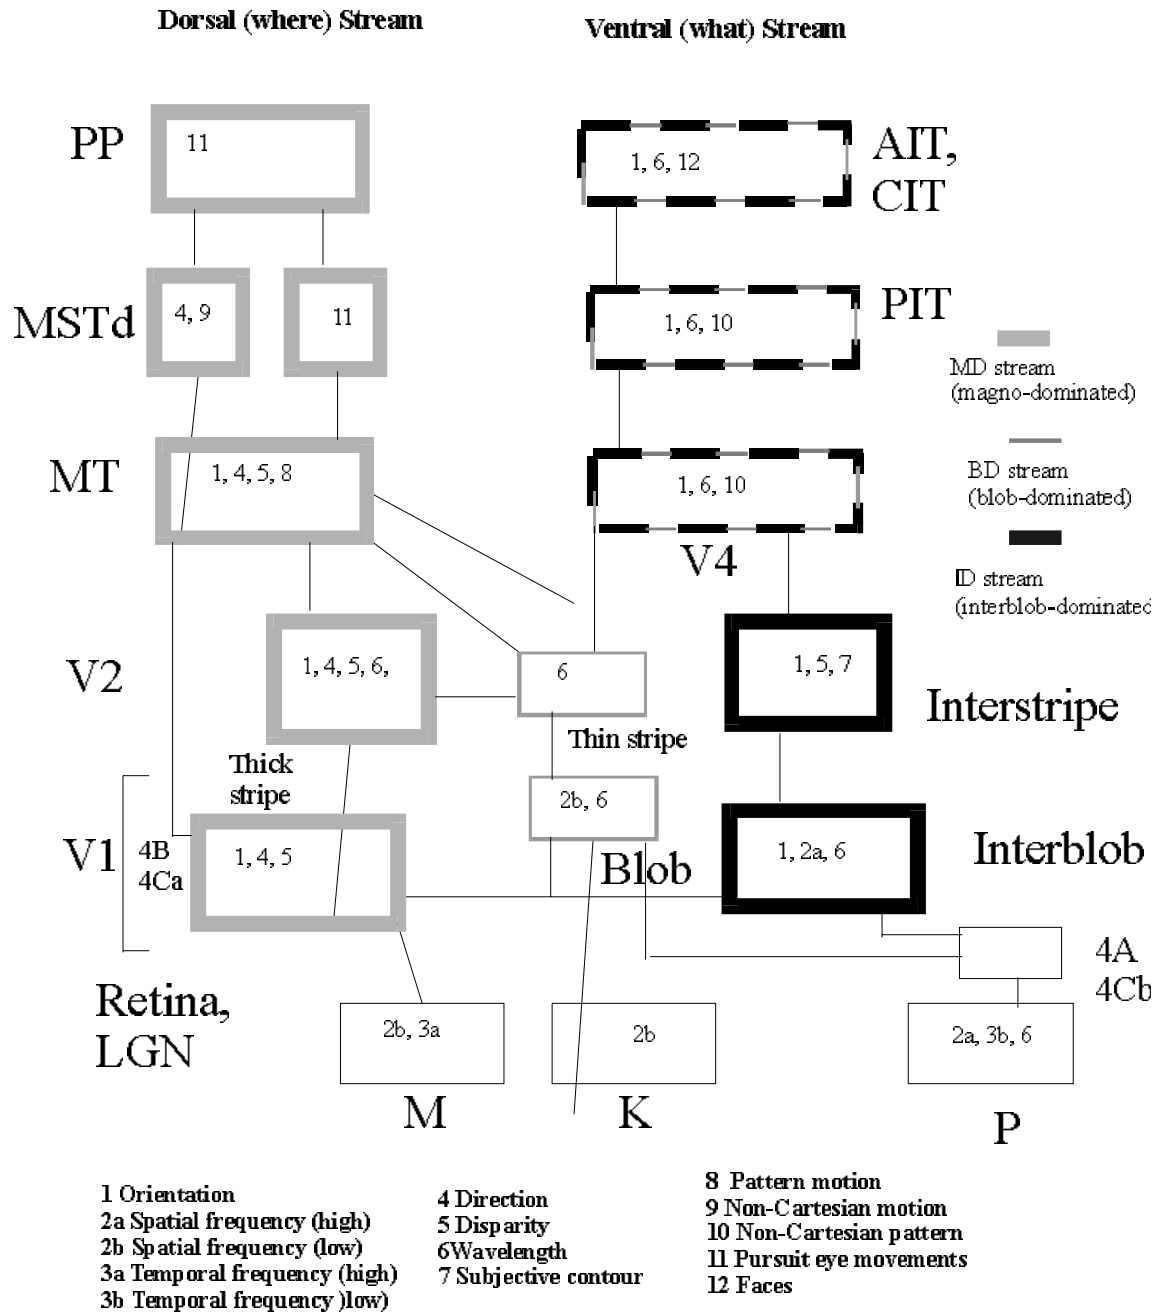 Dorsal (where) Stream
Ventral (what) Stream
PP
11
1, 6, 12
AIT,
CIT
MSTd
4, 9
11
1, 6, 10
PIT
MD stream
(magno-dominated)
BD stream
(blob-dominated)
ID stream
(interblob-dominated
MT
1, 4, 5, 8
1, 6, 10
V4
V2
1, 4, 5, 6,
6
1, 5, 7
Interstripe
Thin stripe
Thick
stripe
V1
4B
4Ca
1, 4, 5
2b, 6
Blob
1, 2a, 6
Interblob
4A
4Cb
Retina,
LGN
2b, 3a
2b
2a, 3b, 6
M
K
P
1 Orientation
2a Spatial frequency (high)
2b Spatial frequency (low)
3a Temporal frequency (high)
3b Temporal frequency )low)
4 Direction
5 Disparity
6Wavelength
7 Subjective contour
8 Pattern motion
9 Non-Cartesian motion
10 Non-Cartesian pattern
11 Pursuit eye movements
12 Faces